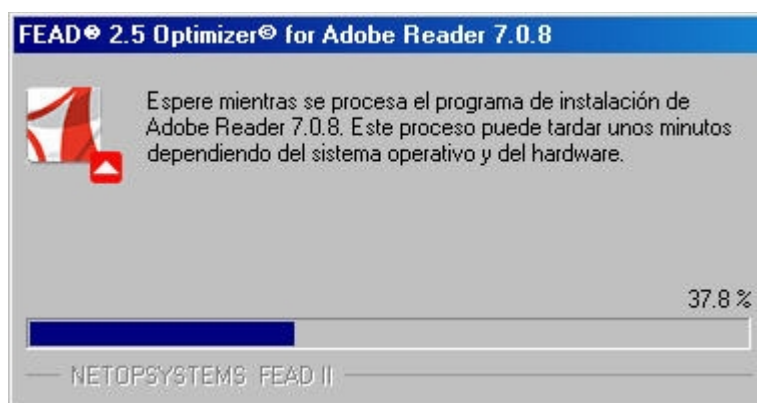 FEAD® 2.5 Optimizer® for Adobe Reader 7.0.8
Espere mientras se procesa el programa de instalación de
Adobe Reader 7.0.8. Este proceso puede tardar unos minutos
dependiendo del sistema operativo y del hardware.
37.8 %
NETOPSYSTEMS FEAD II